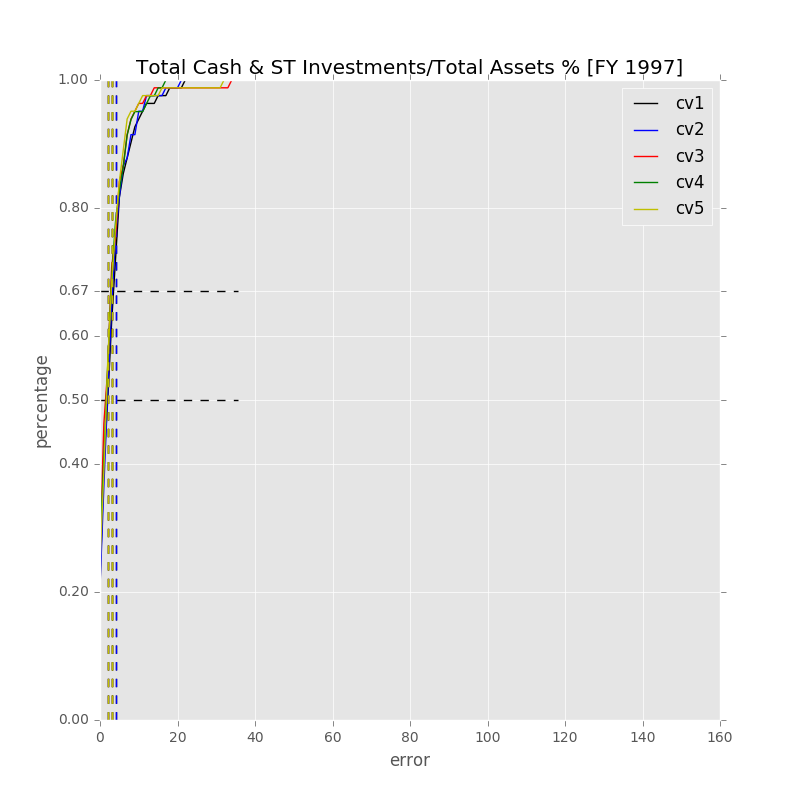 Total Cash & ST Investments/Total Assets % [FY 1997]
cv1
cv2
cv3
cv4
cv5
1.00
0.80
0.67
0.60
0.50
0.40
0.20
0.00
percentage
0 20 40 60 80 100 120 140 160
error